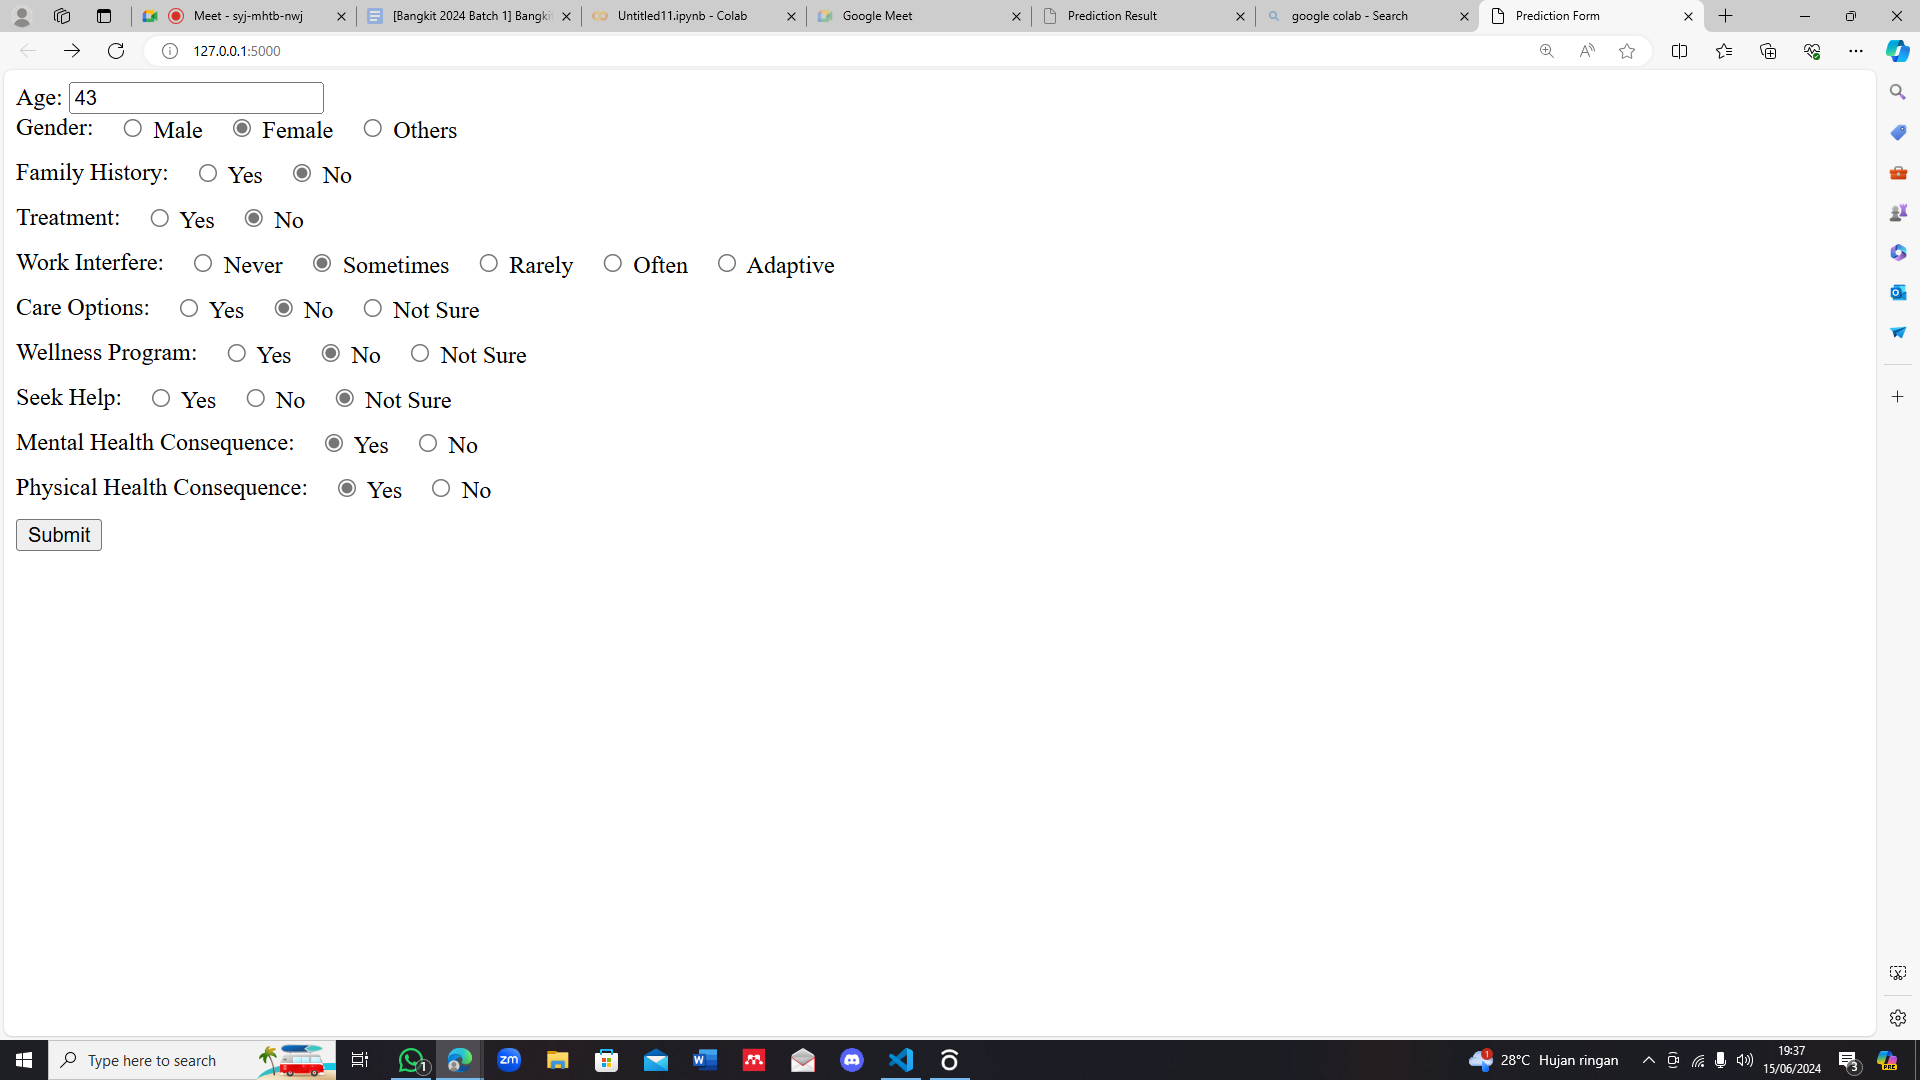 Meet - syj-mhtb-nwj
[Bangkit 2024 Batch 1] Bangki
Untitled11.ipynb - Colab
Google Meet
Prediction Result
google colab - Search
Prediction Form
127.0.0.1:5000
Age: 43
Gender: Male Female Others
Family History: Yes No
Treatment: Yes No
Work Interfere: Never Sometimes Rarely Often Adaptive
Care Options: Yes No Not Sure
Wellness Program: Yes No Not Sure
Seek Help: Yes No Not Sure
Mental Health Consequence: Yes No
Physical Health Consequence: Yes No
Submit
Type here to search
1
zm
1
28°C Hujan ringan
19:37
15/06/2024
3
PRE